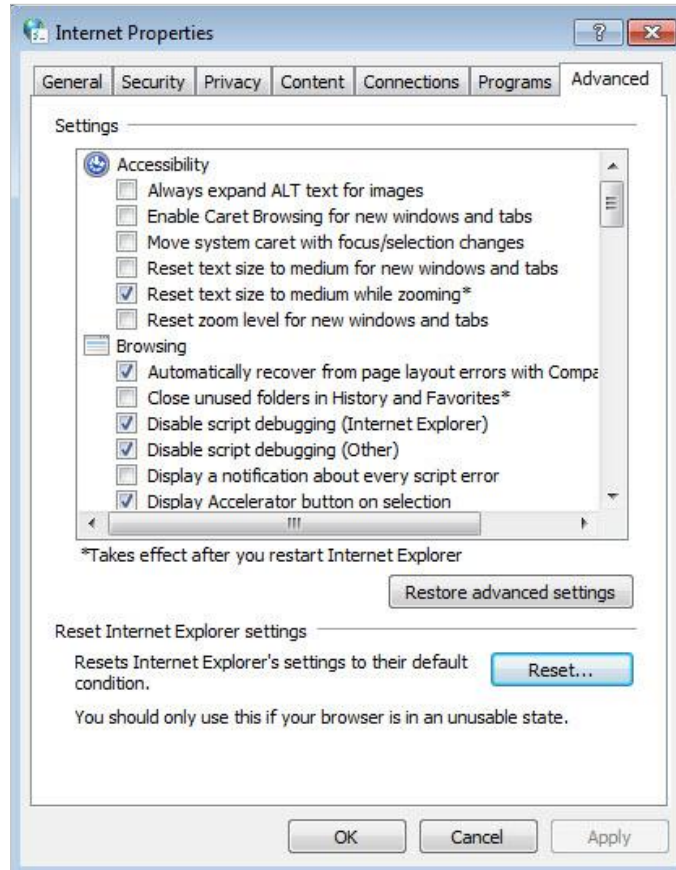 Internet Properties
General Security Privacy Content Connections Programs Advanced
Settings
Accessibility
Always expand ALT text for images
Enable Caret Browsing for new windows and tabs
Move system caret with focus/selection changes
Reset text size to medium for new windows and tabs
Reset text size to medium while zooming*
Reset zoom level for new windows and tabs
Browsing
Automatically recover from page layout errors with Compa
Close unused folders in History and Favorites*
Disable script debugging (Internet Explorer)
Disable script debugging (Other)
Display a notification about every script error
Display Accelerator button on selection
*Takes effect after you restart Internet Explorer
Restore advanced settings
Reset Internet Explorer settings
Resets Internet Explorer's settings to their default
condition.
Reset...
You should only use this if your browser is in an unusable state.
OK Cancel Apply